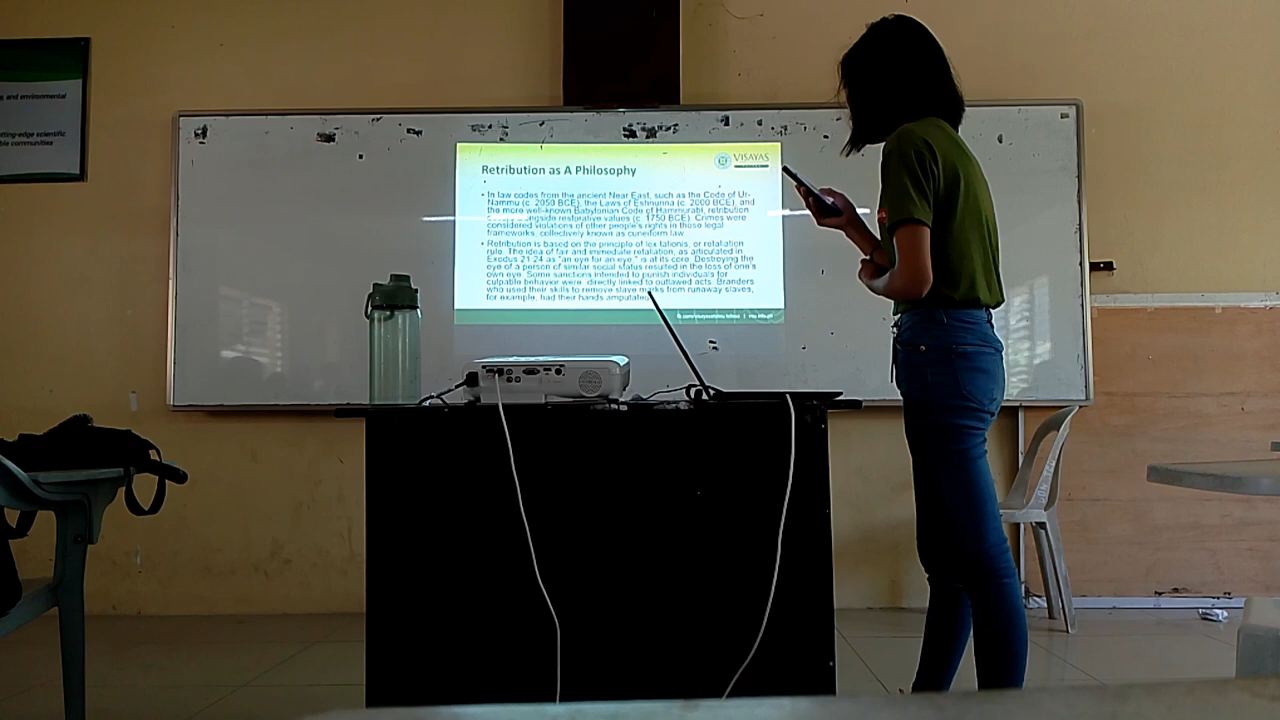 g and environmental
tting-edge scientific
ble communities
Retribution as A Philosophy
VISAYAS
• In law codes from the ancient Near East, such as the Code of Ur-
Nammu (c. 2050 BCE), the Laws of Eshnunna (c. 2000 BCE), and
the more well-known Babylonian Code of Hammurabi, retribution
alongside restorative values (c. 1750 BCE). Crimes were
considered violations of other people's rights in those legal
frameworks, collectively known as cuneiform law.
• Retribution is based on the principle of lex talionis, or retaliation
rule. The idea of fair and immediate retaliation, as articulated in
Exodus 21:24 as "an eye for an eye," is at its core. Destroying the
eye of a person of similar social status resulted in the loss of one's
own eye. Some sanctions intended to punish individuals for
culpable behavior were directly linked to outlawed acts. Branders
who used their skills to remove slave marks from runaway slaves,
for example, had their hands amputated